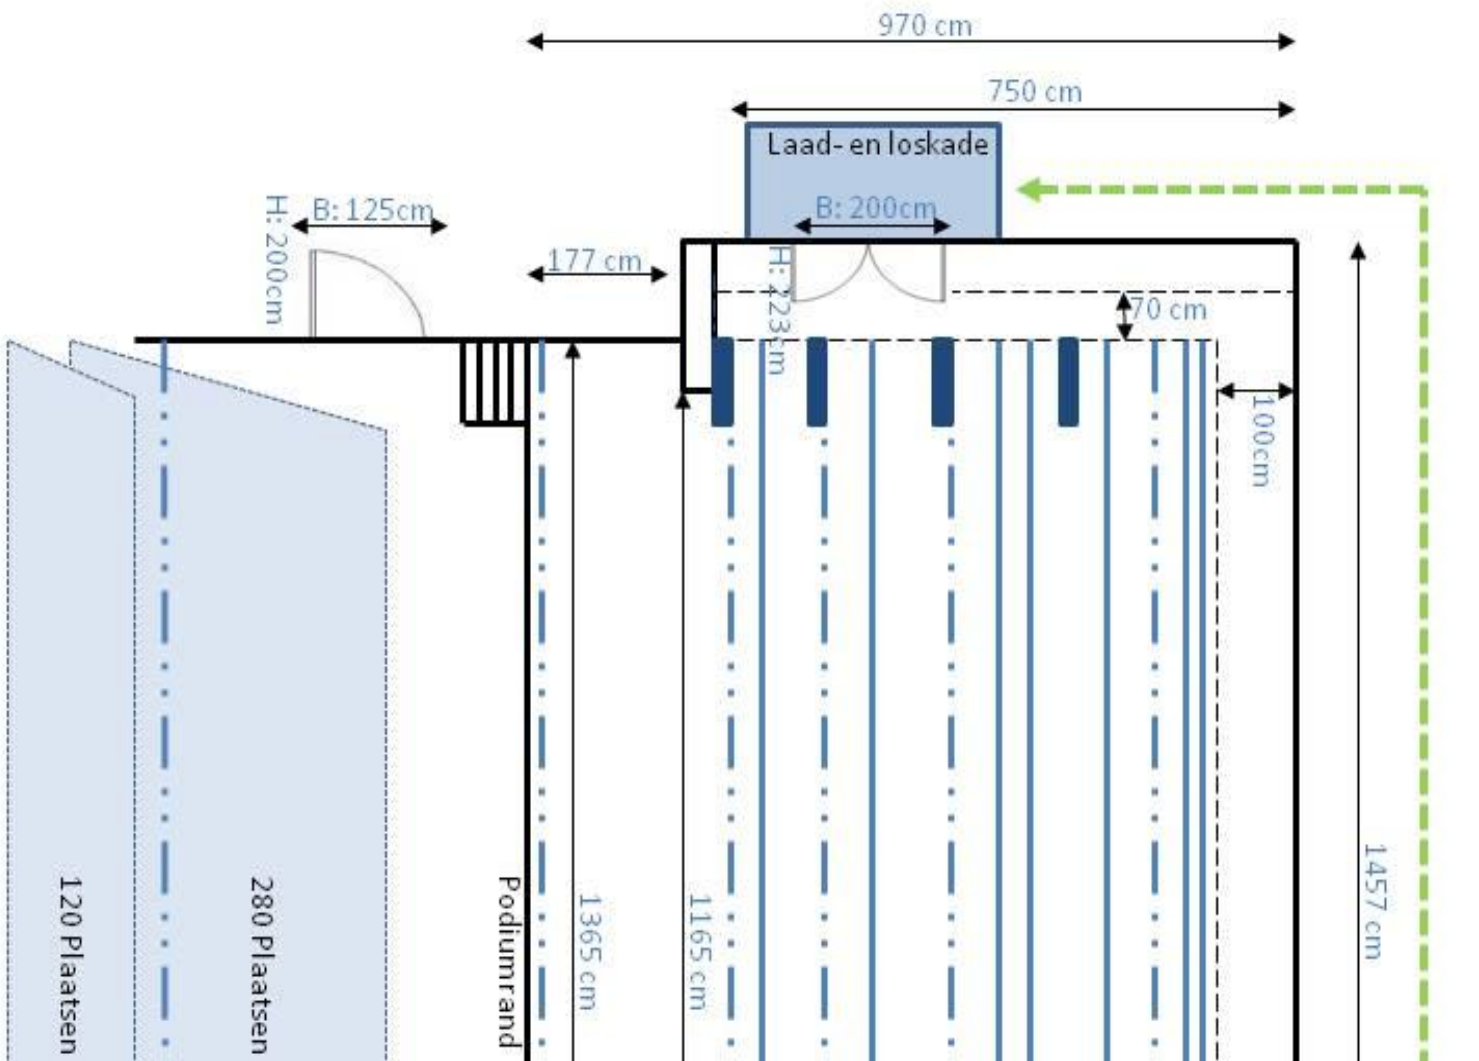 970 cm
750 cm
Laad- en loskade
B: 125cm
B: 200cm
H: 200cm
177 cm
H: 223cm
70 cm
100cm
1457 cm
120 Plaatsen
280 Plaatsen
Podiumrand
1365 cm
1165 cm